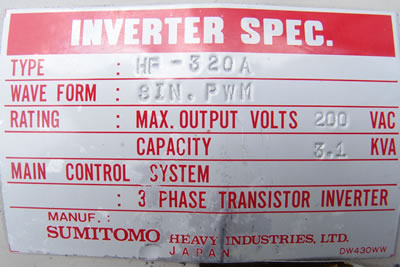 INVERTER SPEC.
TYPE : HF-320A
WAVE FORM : SIN. PWM
RATING : MAX. OUTPUT VOLTS 200 VAC
CAPACITY 3.1 KVA
MAIN CONTROL SYSTEM
: 3 PHASE TRANSISTOR INVERTER
MANUF.:
SUMITOMO HEAVY INDUSTRIES, LTD.
JAPAN DW430WW